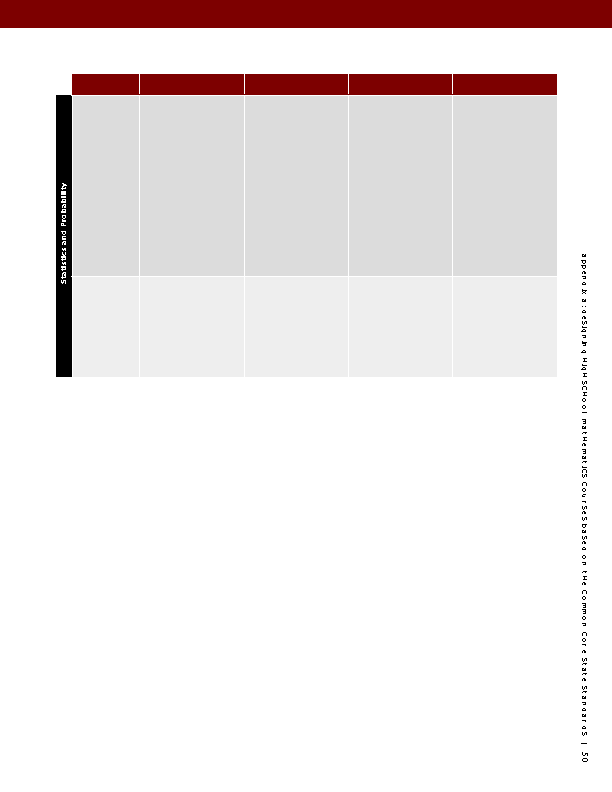 Statistics and Probability
appendix a: deSigning HigH SCHool matHematiCS CourSeS baSed on tHe Common Core State StandardS | 50